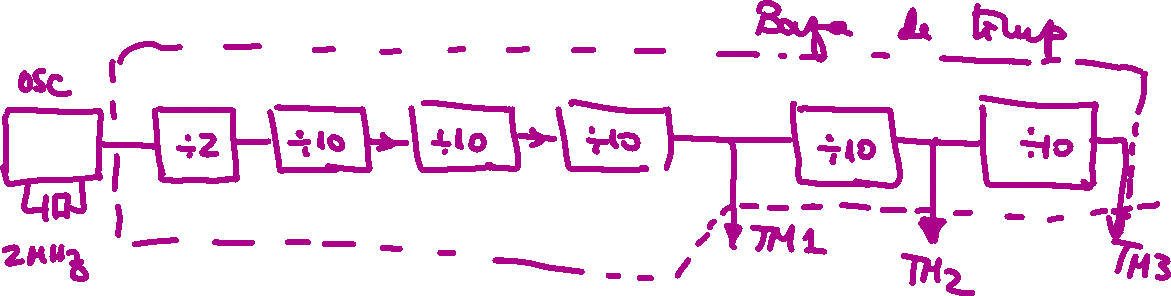 Baza de timp
OSC
÷2 ÷10 ÷10 ÷10 ÷10 ÷10
2MHz
TM1
TM2
TM3